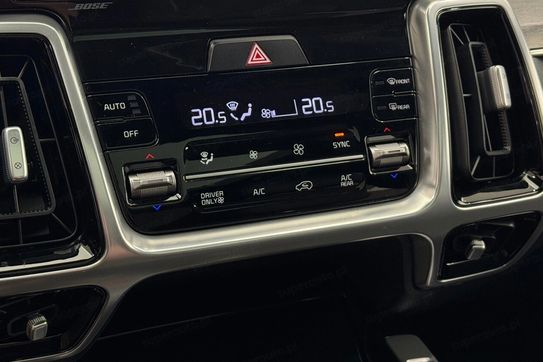 BOSE
AUTO
OFF
20.5
20.5
FRONT
REAR
SYNC
DRIVER
ONLY
A/C
A/C
REAR